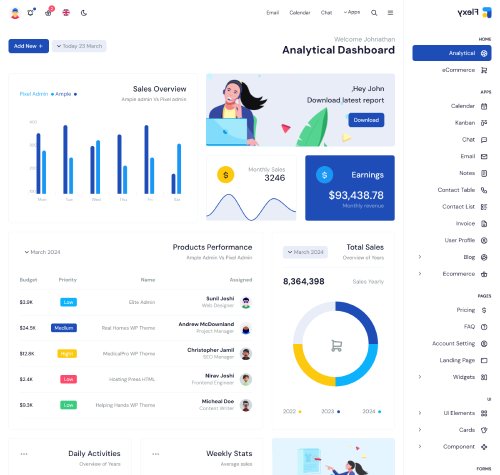 Email
Calendar
Chat
Apps
Flexy
Add New +
Today 23 March
Welcome Johnathan
Analytical Dashboard
HOME
Analytical
eCommerce
APPS
Calendar
Kanban
Chat
Email
Notes
Contact Table
Contact List
Invoice
User Profile
Blog
Ecommerce
PAGES
Pricing
FAQ
Account Setting
Landing Page
Widgets
UI
UI Elements
Cards
Component
FORMS
Sales Overview
Ample admin Vs Pixel admin
Pixel Admin
Ample
Mon
Tue
Wed
Thu
Fri
Sat
,Hey John
Download latest report
Download
Monthly Sales
3246
Earnings
$93,438.78
Monthly revenue
March 2024
Products Performance
Ample Admin Vs Pixel Admin
Budget Priority Name Assigned
$3.9K Low Elite Admin Sunil Joshi
Web Designer
$24.5K Medium Real Homes WP Theme Andrew McDownland
Project Manager
$12.8K High MedicalPro WP Theme Christopher Jamil
SEO Manager
$2.4K Low Hosting Press HTML Nirav Joshi
Frontend Engineer
$9.3K Low Helping Hands WP Theme Micheal Doe
Content Writer
March 2024
Total Sales
Overview of Years
8,364,398
Sales Yearly
2022
2023
2024
Daily Activities
Overview of Years
Weekly Stats
Average sales